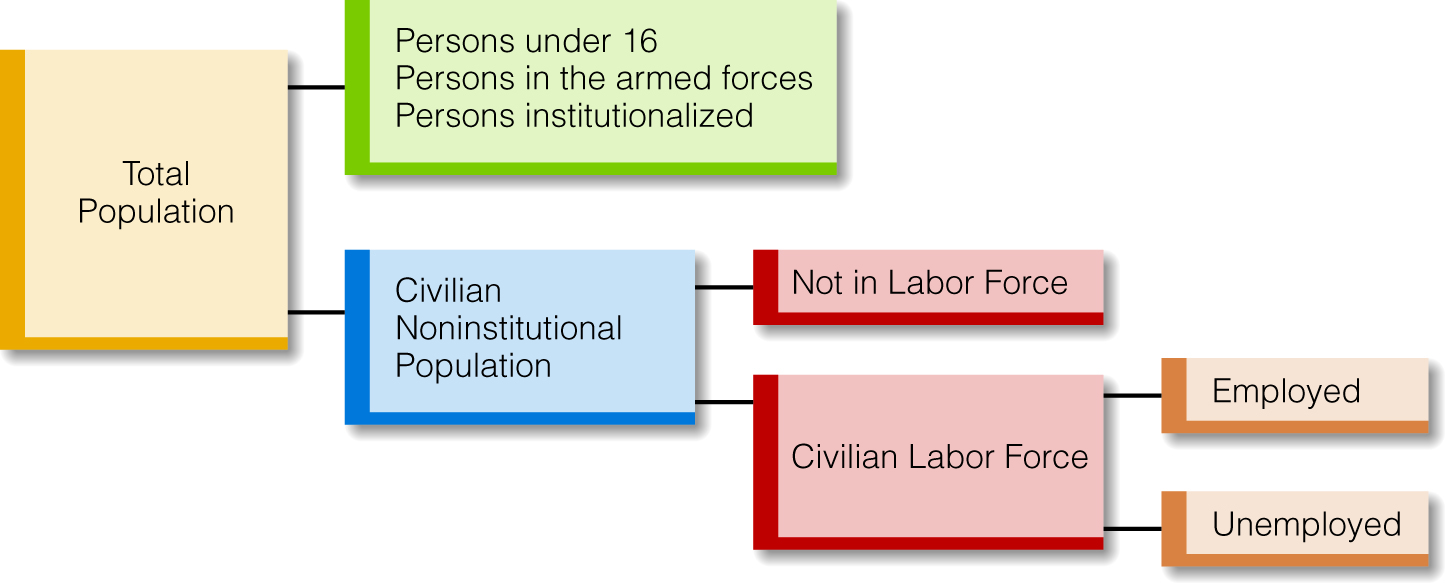 Total
Population
Persons under 16
Persons in the armed forces
Persons institutionalized
Civilian
Noninstitutional
Population
Not in Labor Force
Civilian Labor Force
Employed
Unemployed